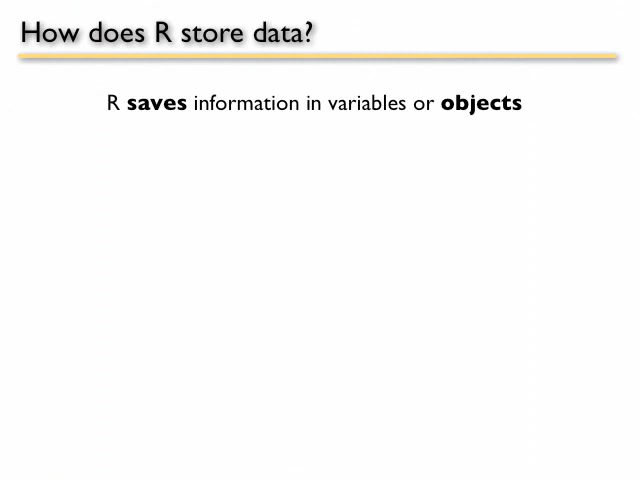 How does R store data?
R saves information in variables or objects